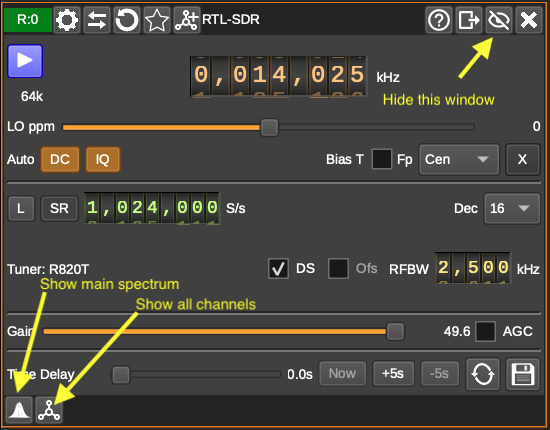 R:0 RTL-SDR
0,014,025 kHz
64k
Hide this window
LO ppm 0
Auto DC IQ Bias T Fp Cen X
L SR 1,024,000 S/s Dec 16
Tuner: R820T DS Ofs RFBW 2,500 kHz
Show main spectrum
Show all channels
Gain 49.6 AGC
Time Delay 0.0s Now +5s -5s